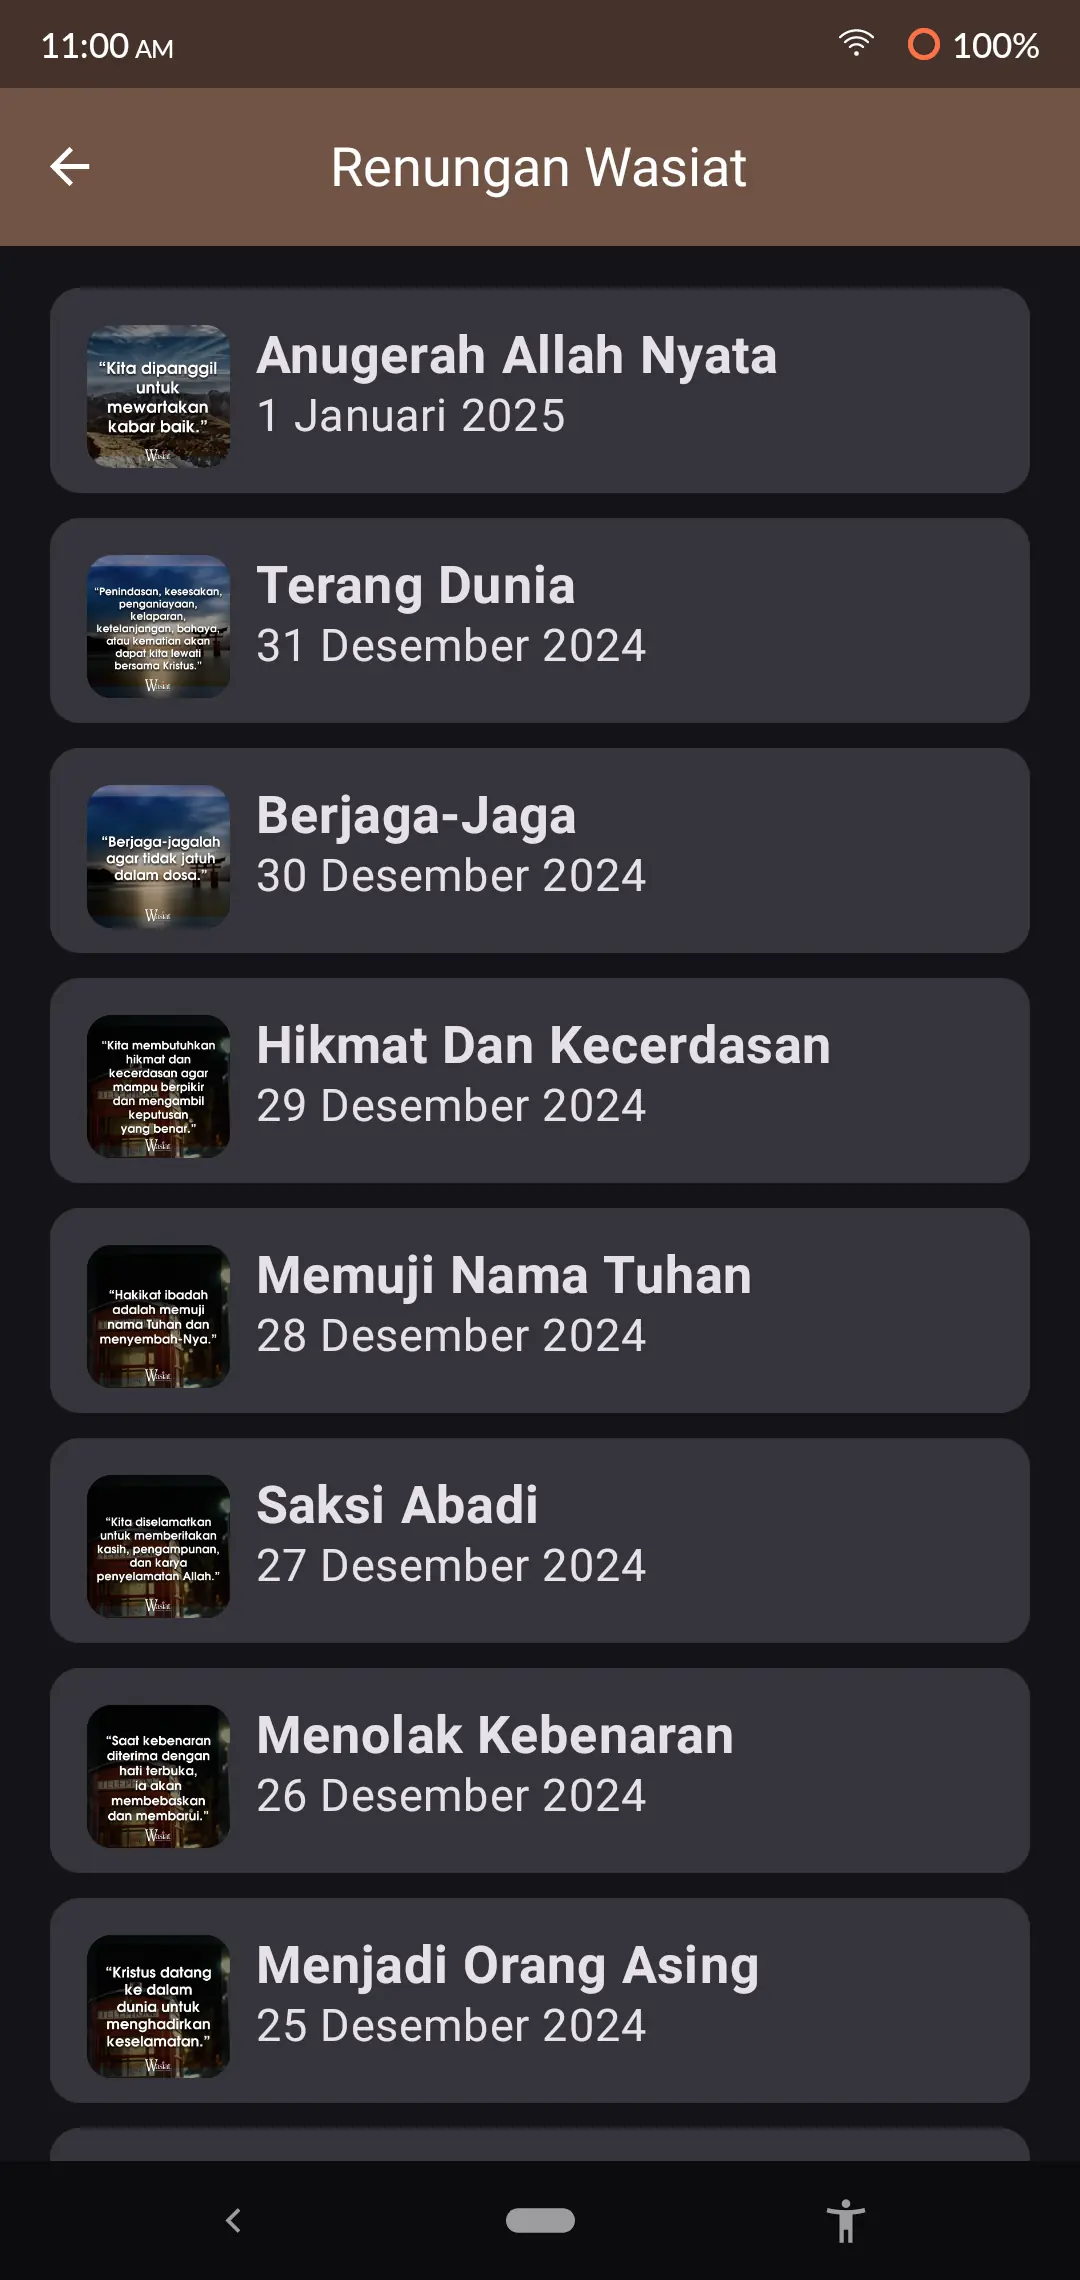 11:00 AM
100%
Renungan Wasiat
“Kita dipanggil
untuk
mewartakan
kabar baik.”
Wasiat
Anugerah Allah Nyata
1 Januari 2025
“Penindasan, kesesakan,
penganiayaan,
kelaparan,
ketelanjangan, bahaya,
atau kematian akan
dapat kita lewati
bersama Kristus.”
Wasiat
Terang Dunia
31 Desember 2024
“Berjaga-jagalah
agar tidak jatuh
dalam dosa.”
Wasiat
Berjaga-Jaga
30 Desember 2024
“Kita membutuhkan
hikmat dan
kecerdasan agar
mampu berpikir
dan mengambil
keputusan
yang benar.”
Wasiat
Hikmat Dan Kecerdasan
29 Desember 2024
“Hakikat ibadah
adalah memuji
nama Tuhan dan
menyembah-Nya.”
Wasiat
Memuji Nama Tuhan
28 Desember 2024
“Kita diselamatkan
untuk memberitakan
kasih, pengampunan,
dan karya
penyelamatan Allah.”
Wasiat
Saksi Abadi
27 Desember 2024
“Saat kebenaran
diterima dengan
hati terbuka,
ia akan
membebaskan
dan membarui.”
Wasiat
Menolak Kebenaran
26 Desember 2024
“Kristus datang
ke dalam
dunia untuk
menghadirkan
keselamatan.”
Wasiat
Menjadi Orang Asing
25 Desember 2024